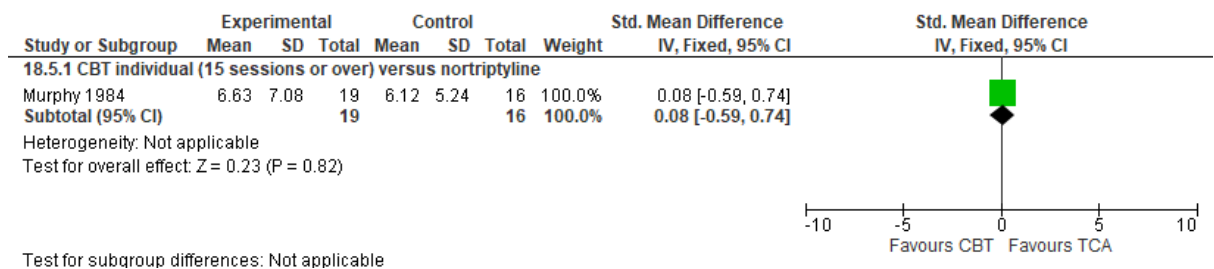 Experimental Control Std. Mean Difference Std. Mean Difference
Study or Subgroup Mean SD Total Mean SD Total Weight IV, Fixed, 95% CI IV, Fixed, 95% CI
18.5.1 CBT individual (15 sessions or over) versus nortriptyline
Murphy 1984 6.63 7.08 19 6.12 5.24 16 100.0% 0.08 [-0.59, 0.74]
Subtotal (95% CI) 19 16 100.0% 0.08 [-0.59, 0.74]
Heterogeneity: Not applicable
Test for overall effect: Z = 0.23 (P = 0.82)
-10 -5 0 5 10
Favours CBT Favours TCA
Test for subgroup differences: Not applicable